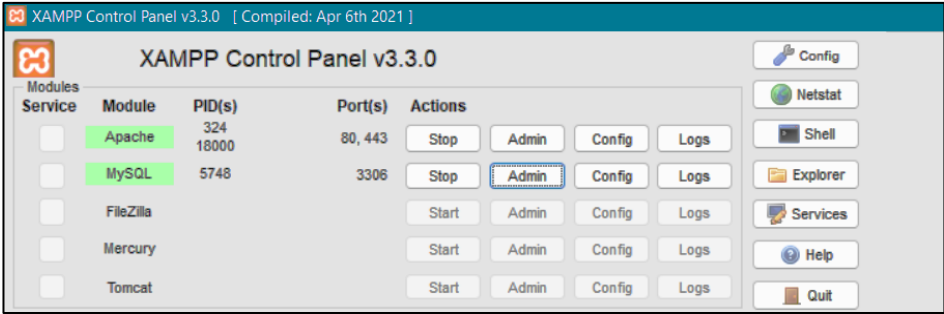 XAMPP Control Panel v3.3.0 [ Compiled: Apr 6th 2021 ]
XAMPP Control Panel v3.3.0
Modules
Service Module PID(s) Port(s) Actions
Apache 324 18000 80, 443 Stop Admin Config Logs
MySQL 5748 3306 Stop Admin Config Logs
FileZilla Start Admin Config Logs
Mercury Start Admin Config Logs
Tomcat Start Admin Config Logs
Config
Netstat
Shell
Explorer
Services
Help
Quit